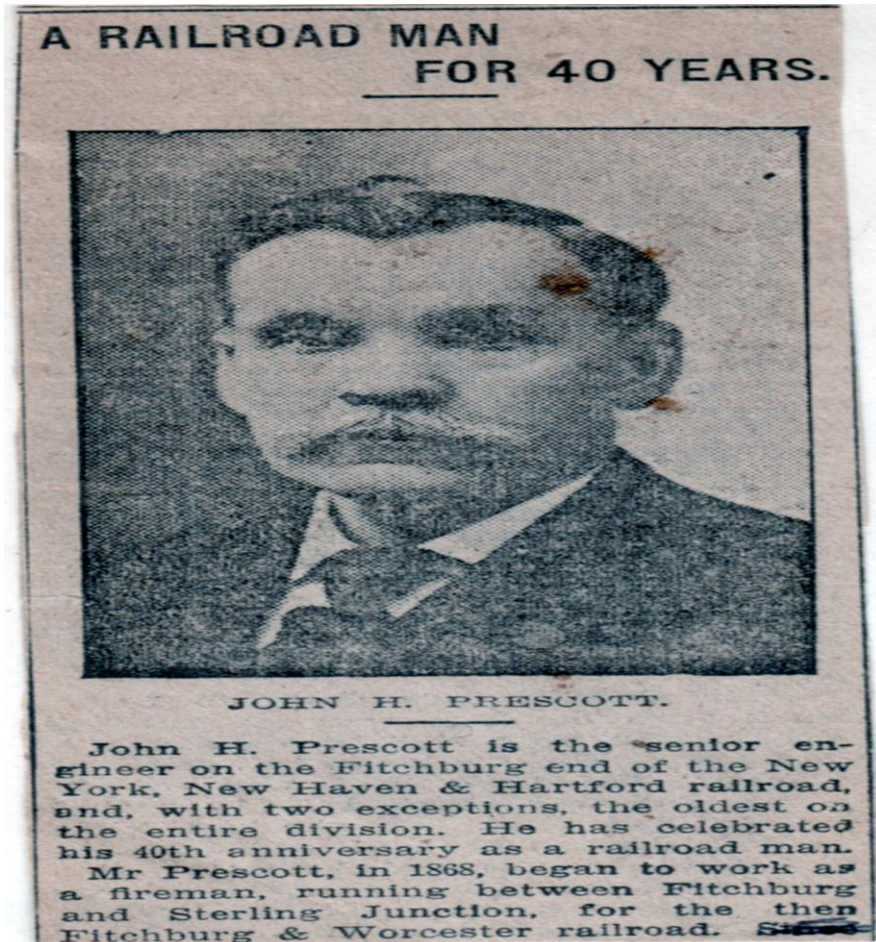 A RAILROAD MAN
FOR 40 YEARS.
JOHN H. PRESCOTT.
John H. Prescott is the senior en-
gineer on the Fitchburg end of the New
York, New Haven & Hartford railroad,
and, with two exceptions, the oldest on
the entire division. He has celebrated
his 40th anniversary as a railroad man.
Mr Prescott, in 1868, began to work as
a fireman, running between Fitchburg
and Sterling Junction, for the then
Fitchburg & Worcester railroad.